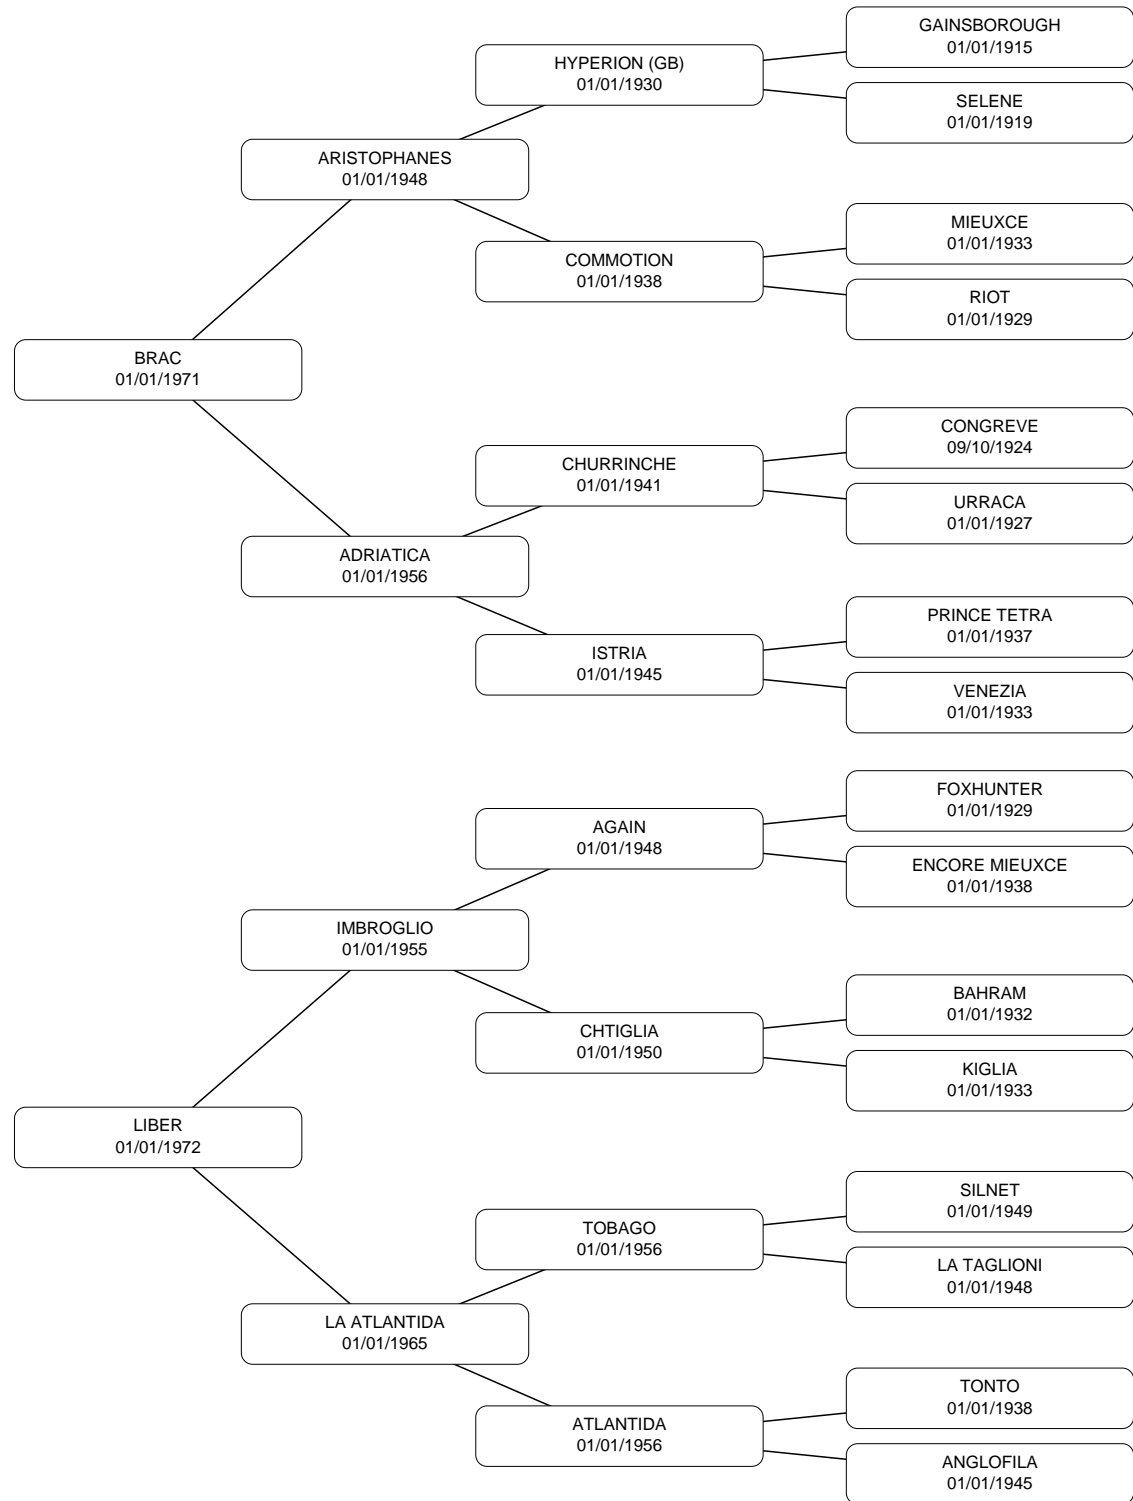 GAINSBOROUGH
01/01/1915
HYPERION (GB)
01/01/1930
SELENE
01/01/1919
ARISTOPHANES
01/01/1948
MIEUXCE
01/01/1933
COMMOTION
01/01/1938
RIOT
01/01/1929
BRAC
01/01/1971
CONGREVE
09/10/1924
CHURRINCHE
01/01/1941
URRACA
01/01/1927
ADRIATICA
01/01/1956
PRINCE TETRA
01/01/1937
ISTRIA
01/01/1945
VENEZIA
01/01/1933
FOXHUNTER
01/01/1929
AGAIN
01/01/1948
ENCORE MIEUXCE
01/01/1938
IMBROGLIO
01/01/1955
BAHRAM
01/01/1932
CHTIGLIA
01/01/1950
KIGLIA
01/01/1933
LIBER
01/01/1972
SILNET
01/01/1949
TOBAGO
01/01/1956
LA TAGLIONI
01/01/1948
LA ATLANTIDA
01/01/1965
TONTO
01/01/1938
ATLANTIDA
01/01/1956
ANGLOFILA
01/01/1945